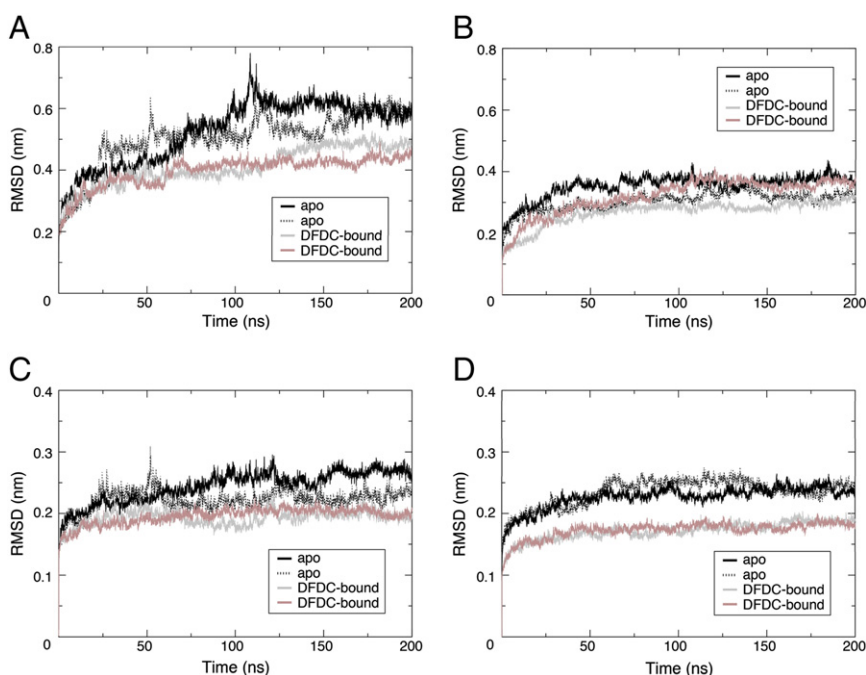 A
0.8
0.6
0.4
0.2
0
RMSD (nm)
apo
apo
DFDC-bound
DFDC-bound
50
100
150
200
Time (ns)
B
0.8
0.6
0.4
0.2
0
RMSD (nm)
apo
apo
DFDC-bound
DFDC-bound
50
100
150
200
Time (ns)
C
0.4
0.3
0.2
0.1
0
RMSD (nm)
apo
apo
DFDC-bound
DFDC-bound
50
100
150
200
Time (ns)
D
0.4
0.3
0.2
0.1
0
RMSD (nm)
apo
apo
DFDC-bound
DFDC-bound
50
100
150
200
Time (ns)